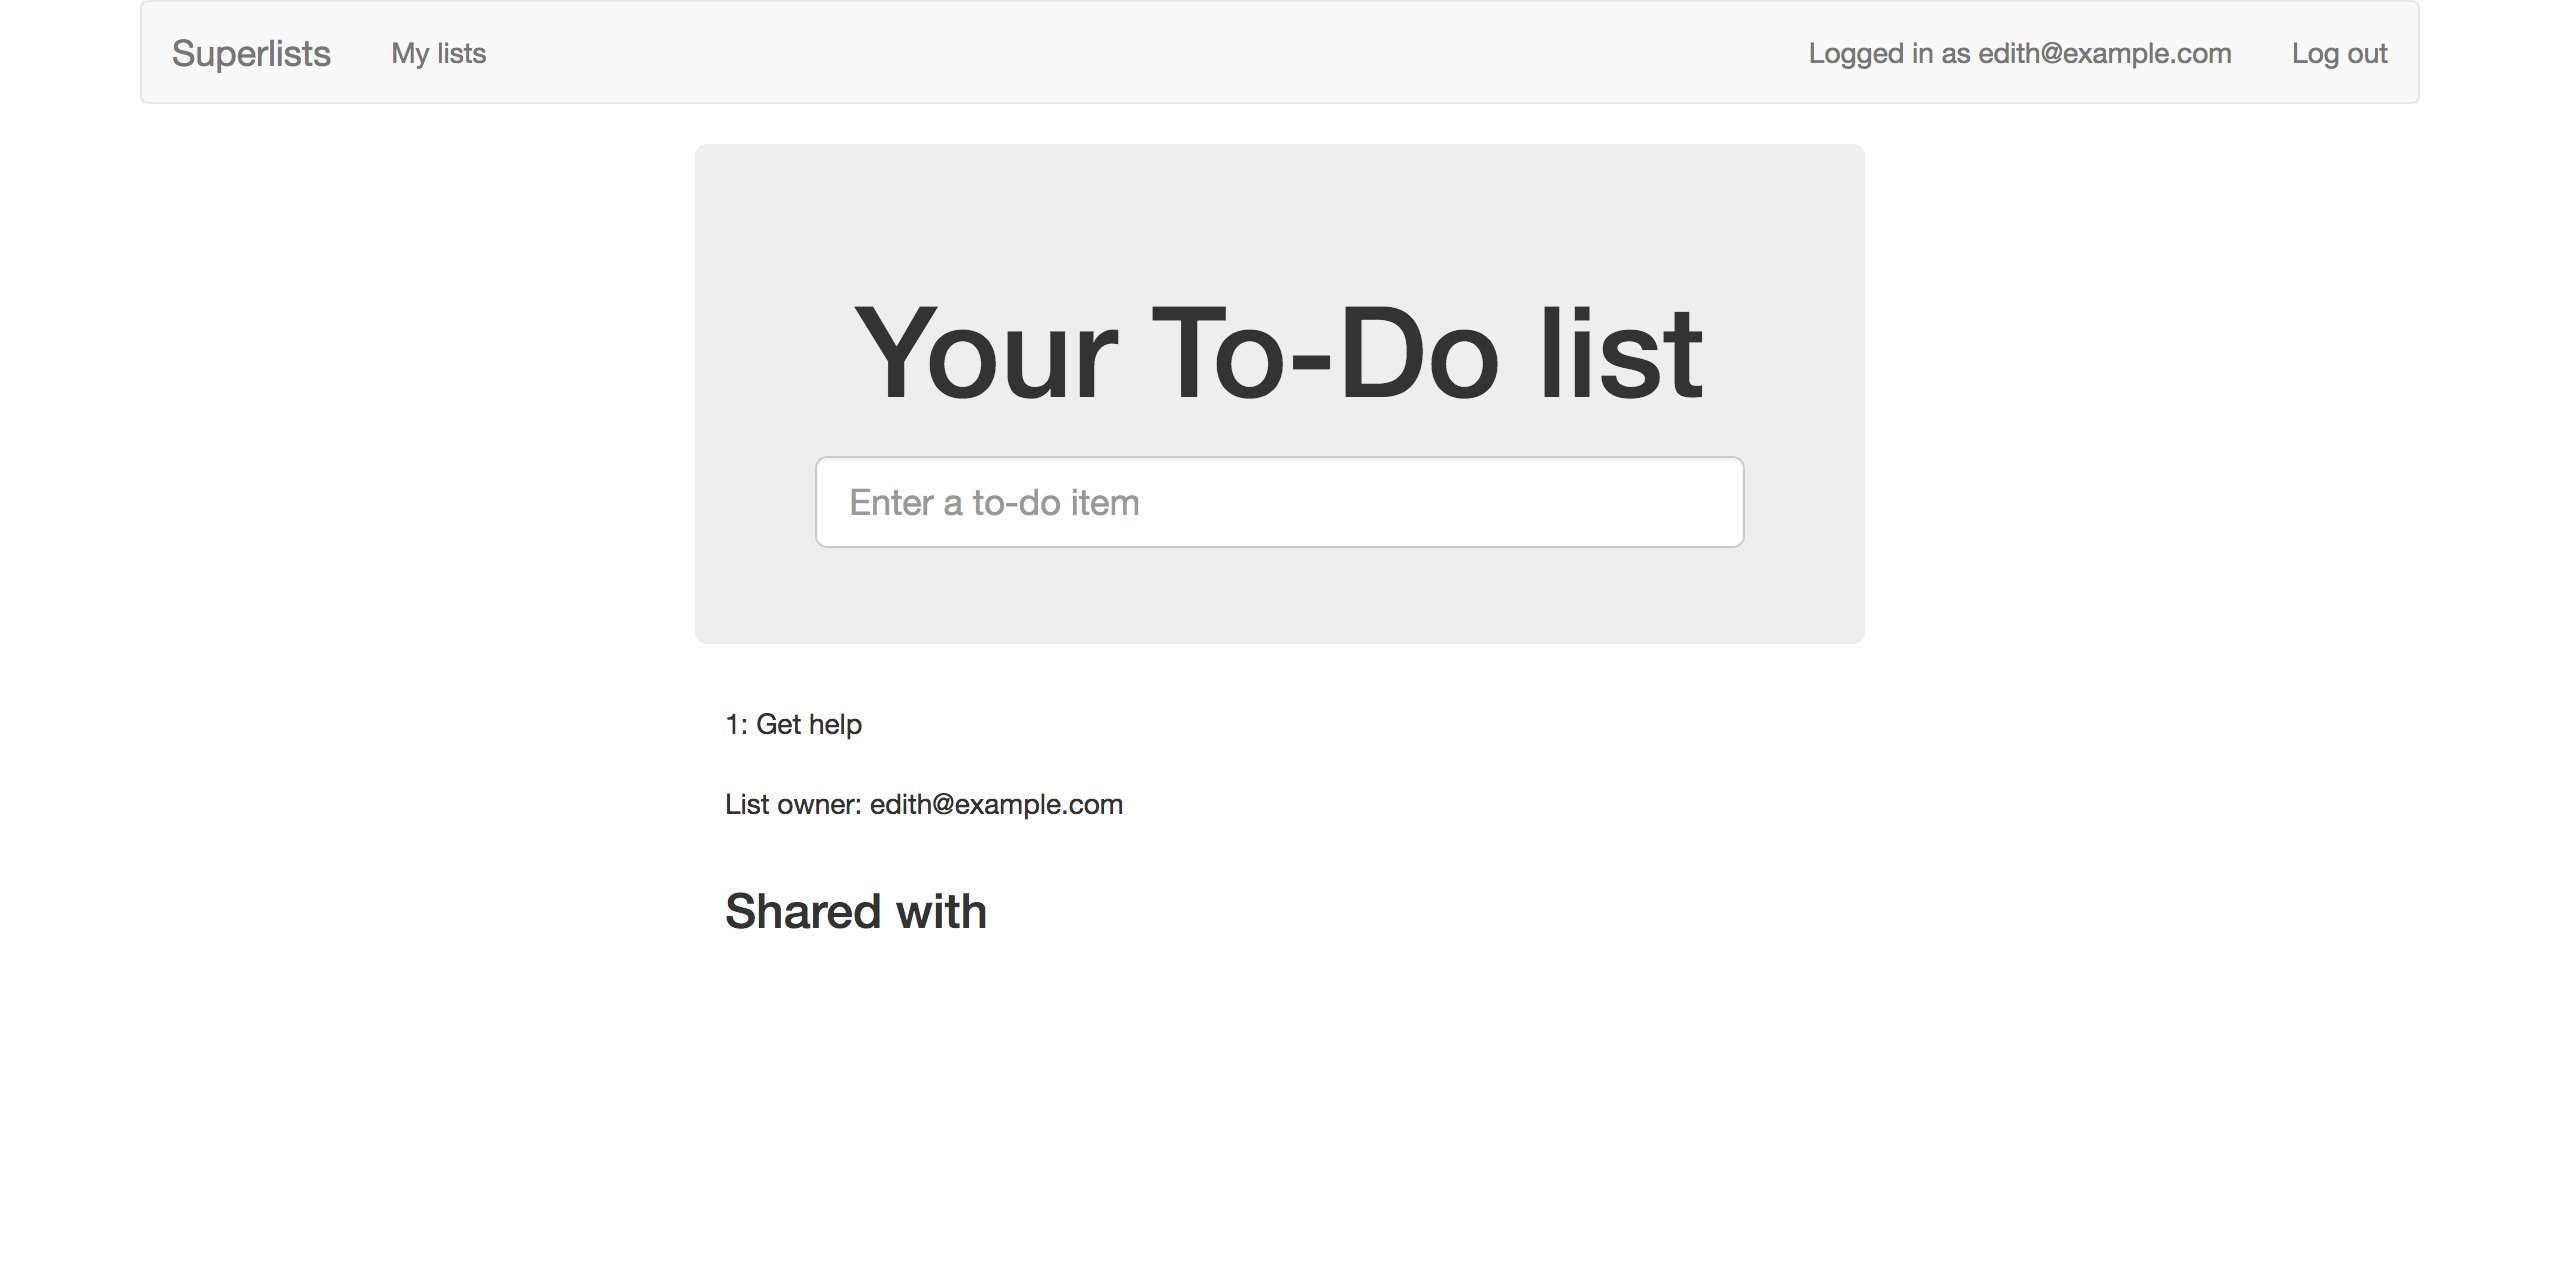 Superlists My lists Logged in as edith@example.com Log out
Your To-Do list
Enter a to-do item
1: Get help
List owner: edith@example.com
Shared with